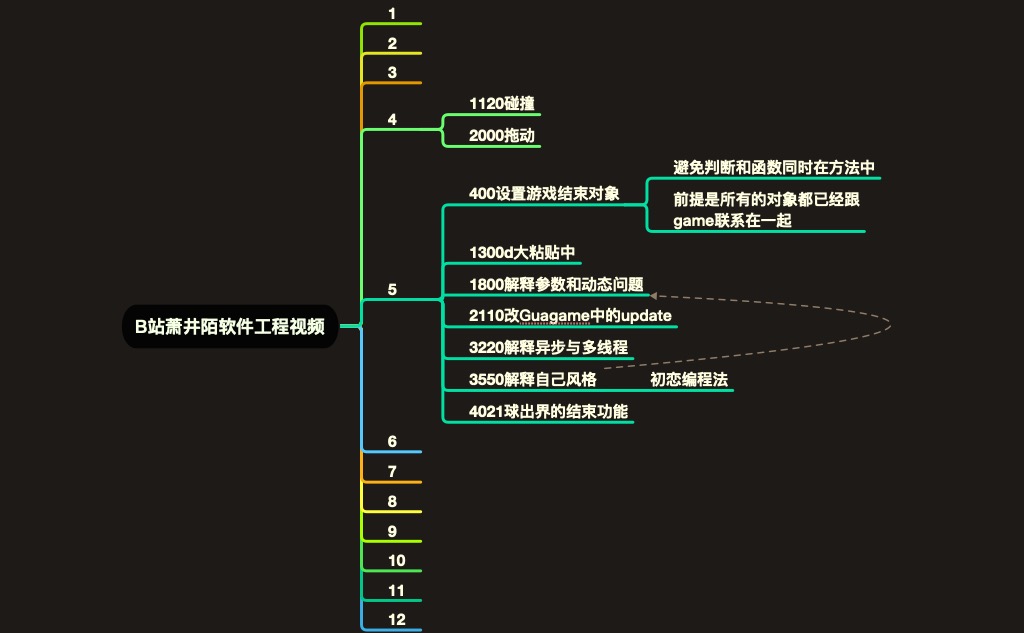 1
2
3
4
1120碰撞
2000拖动
B站萧井陌软件工程视频
5
400设置游戏结束对象
避免判断和函数同时在方法中
前提是所有的对象都已经跟
game联系在一起
1300d大粘贴中
1800解释参数和动态问题
2110改Guagame中的update
3220解释异步与多线程
3550解释自己风格
初恋编程法
4021球出界的结束功能
6
7
8
9
10
11
12